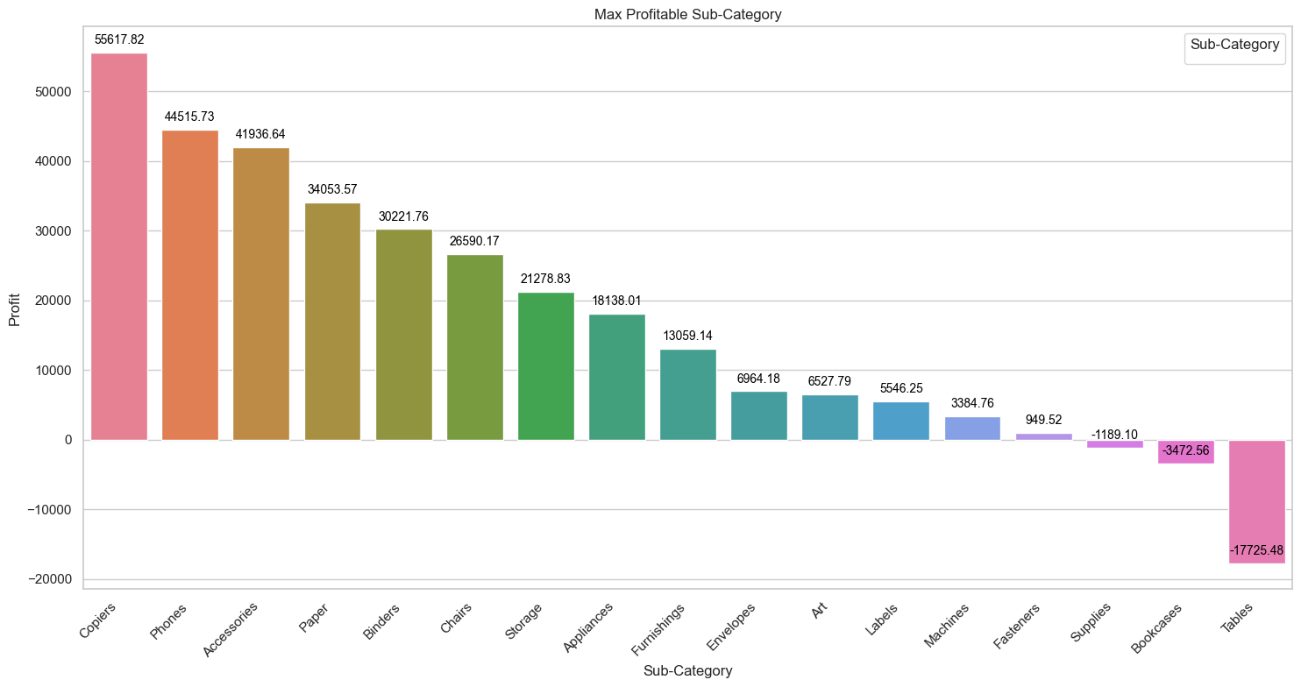 Max Profitable Sub-Category
Sub-Category
55617.82
44515.73
41936.64
34053.57
30221.76
26590.17
21278.83
18138.01
13059.14
6964.18
6527.79
5546.25
3384.76
949.52
-1189.10
-3472.56
-17725.48
Profit
50000
40000
30000
20000
10000
0
−10000
−20000
Copiers
Phones
Accessories
Paper
Binders
Chairs
Storage
Appliances
Furnishings
Envelopes
Art
Labels
Machines
Fasteners
Supplies
Bookcases
Tables
Sub-Category